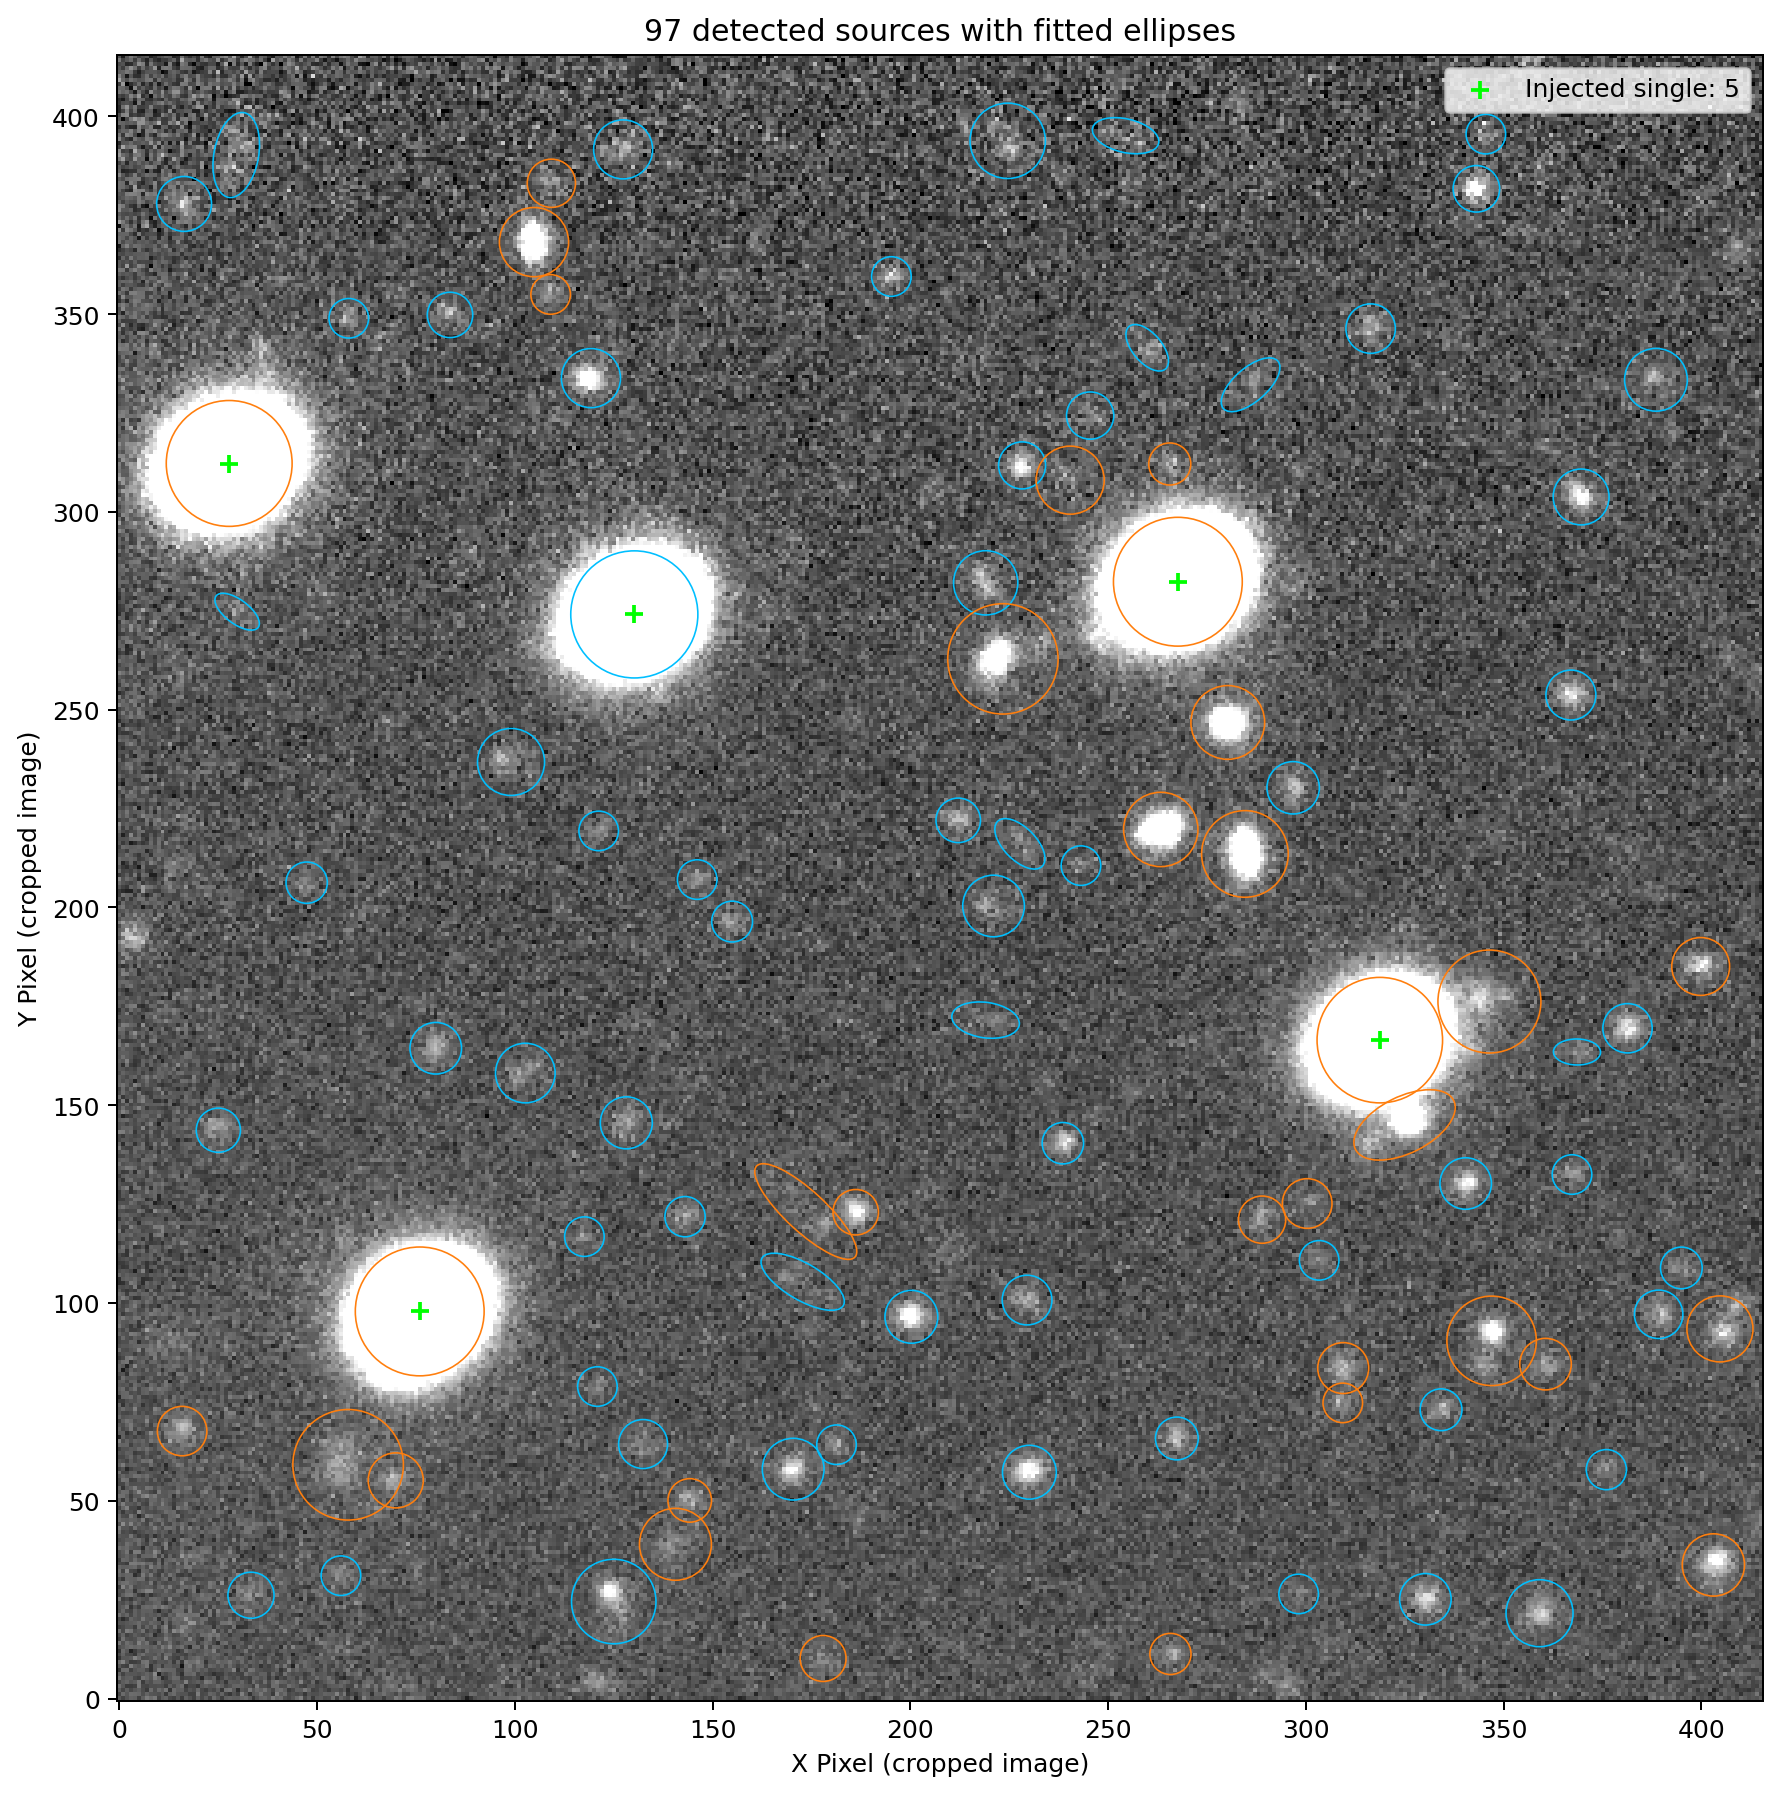 97 detected sources with fitted ellipses
Injected single: 5
400
350
300
250
200
150
100
50
0
Y Pixel (cropped image)
0 50 100 150 200 250 300 350 400
X Pixel (cropped image)